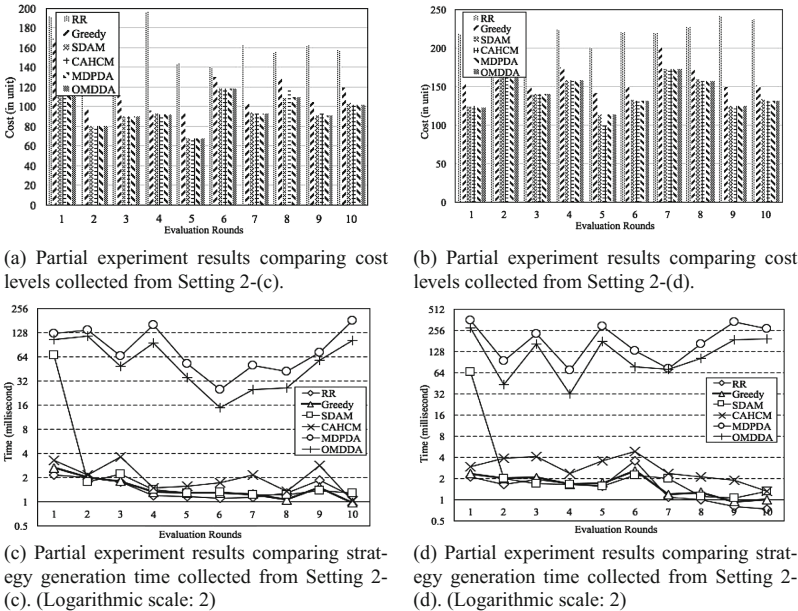 200
180
160
140
120
100
80
60
40
20
0
Cost (in unit)
RR
Greedy
SDAM
CAHCM
MDPDA
OMDDA
1 2 3 4 5 6 7 8 9 10
Evaluation Rounds
(a) Partial experiment results comparing cost
levels collected from Setting 2-(c).
250
200
150
100
50
0
Cost (in unit)
RR
Greedy
SDAM
CAHCM
MDPDA
OMDDA
1 2 3 4 5 6 7 8 9 10
Evaluation Rounds
(b) Partial experiment results comparing cost
levels collected from Setting 2-(d).
256
128
64
32
16
8
4
2
1
0.5
Time (millisecond)
RR
Greedy
SDAM
CAHCM
MDPDA
OMDDA
1 2 3 4 5 6 7 8 9 10
Evaluation Rounds
(c) Partial experiment results comparing strat-
egy generation time collected from Setting 2-
(c). (Logarithmic scale: 2)
512
256
128
64
32
16
8
4
2
1
0.5
Time (millisecond)
RR
Greedy
SDAM
CAHCM
MDPDA
OMDDA
1 2 3 4 5 6 7 8 9 10
Evaluation Rounds
(d) Partial experiment results comparing strat-
egy generation time collected from Setting 2-
(d). (Logarithmic scale: 2)